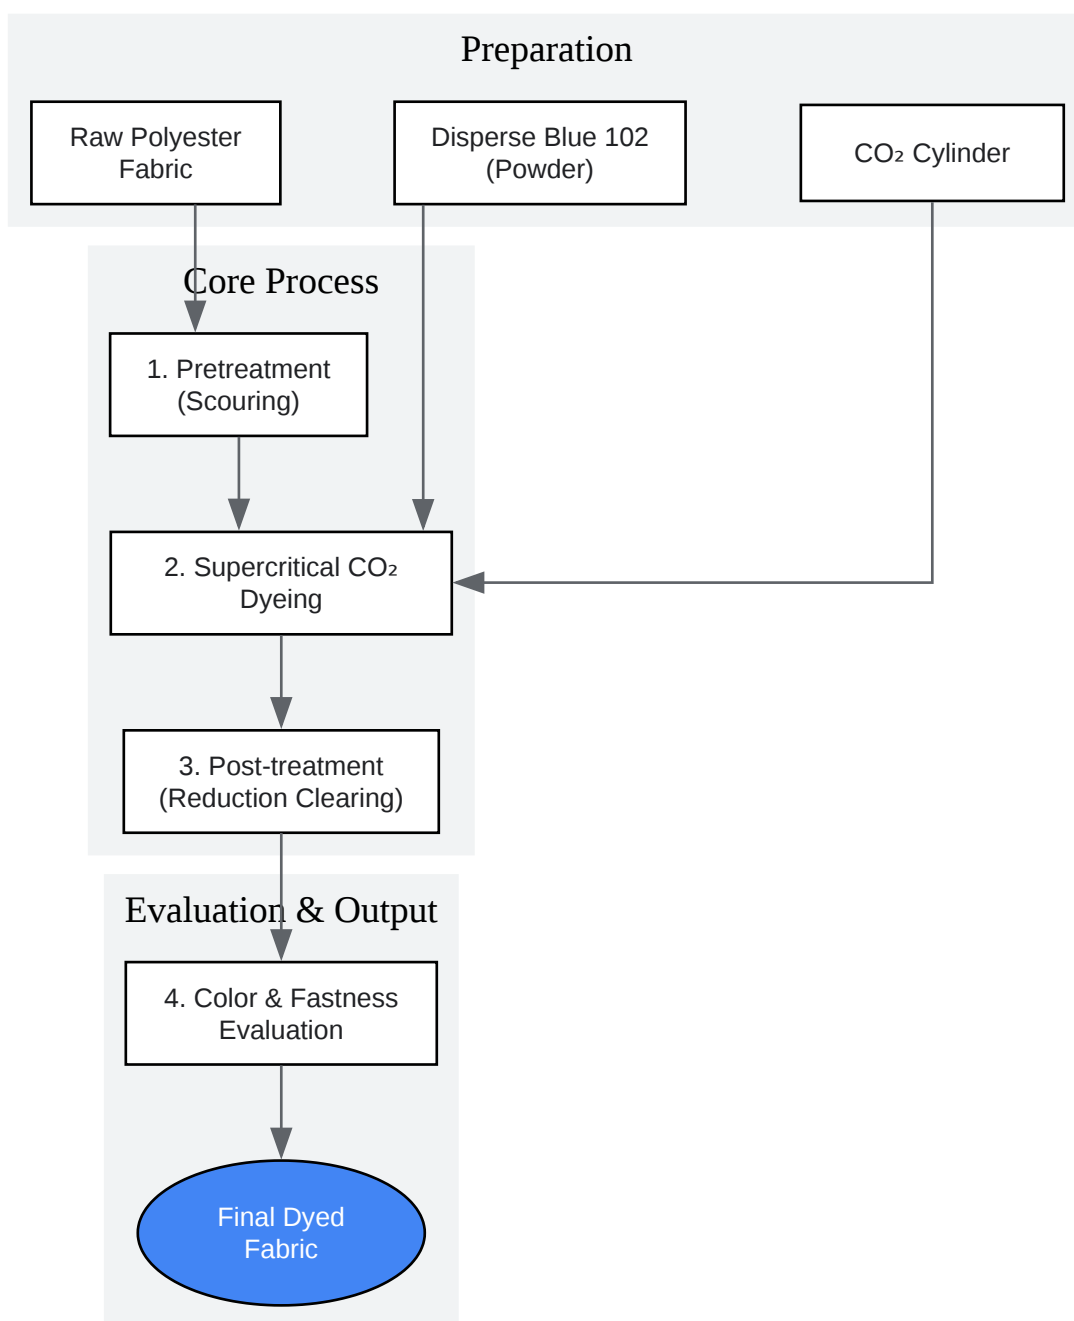 Preparation
Raw Polyester
Fabric
Disperse Blue 102
(Powder)
CO₂ Cylinder
Core Process
1. Pretreatment
(Scouring)
2. Supercritical CO₂
Dyeing
3. Post-treatment
(Reduction Clearing)
Evaluation & Output
4. Color & Fastness
Evaluation
Final Dyed
Fabric